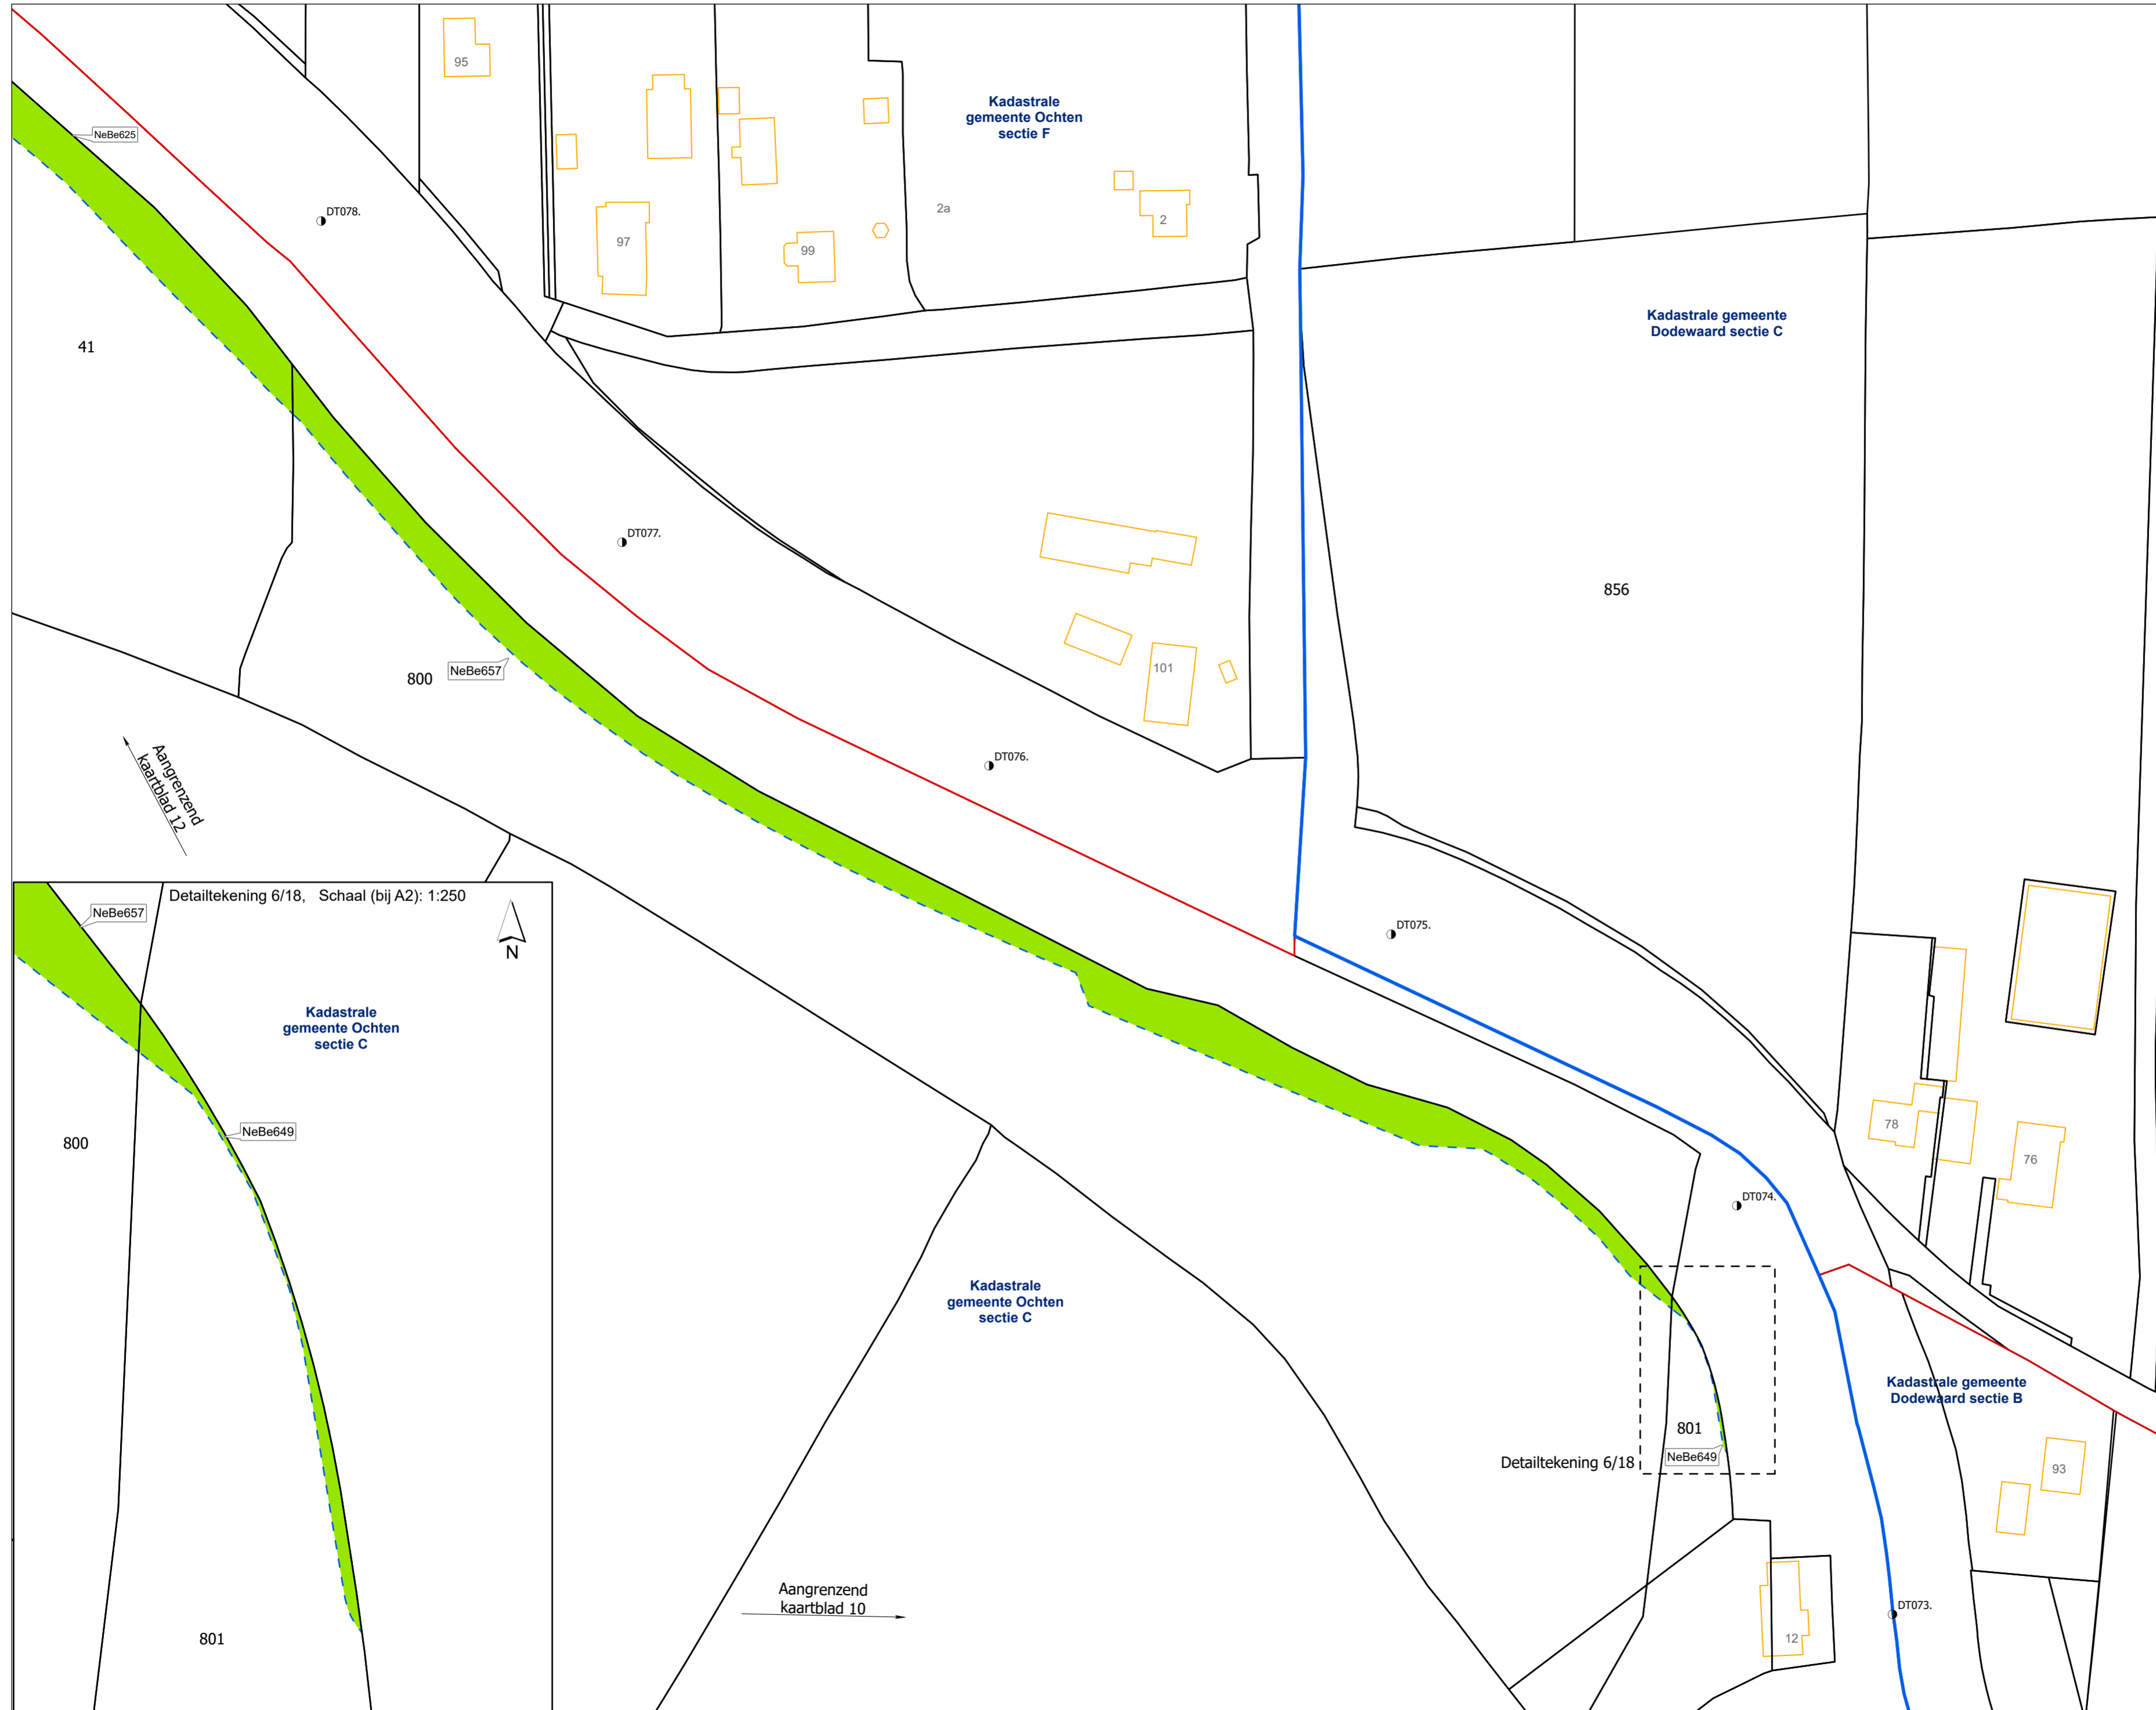 95
Kadastrale
gemeente Ochten
sectie F
NeBe625
DT078.
2a
2
97
99
Kadastrale gemeente
Dodewaard sectie C
41
DT077.
856
NeBe657
800
101
DT076.
Aangrenzend
kaartblad 12
Detailtekening 6/18, Schaal (bij A2): 1:250
NeBe657
N
DT075.
Kadastrale
gemeente Ochten
sectie C
NeBe649
800
78
76
DT074.
Kadastrale
gemeente Ochten
sectie C
Kadastrale gemeente
Dodewaard sectie B
801
NeBe649
Detailtekening 6/18
93
Aangrenzend
kaartblad 10
DT073.
12
801